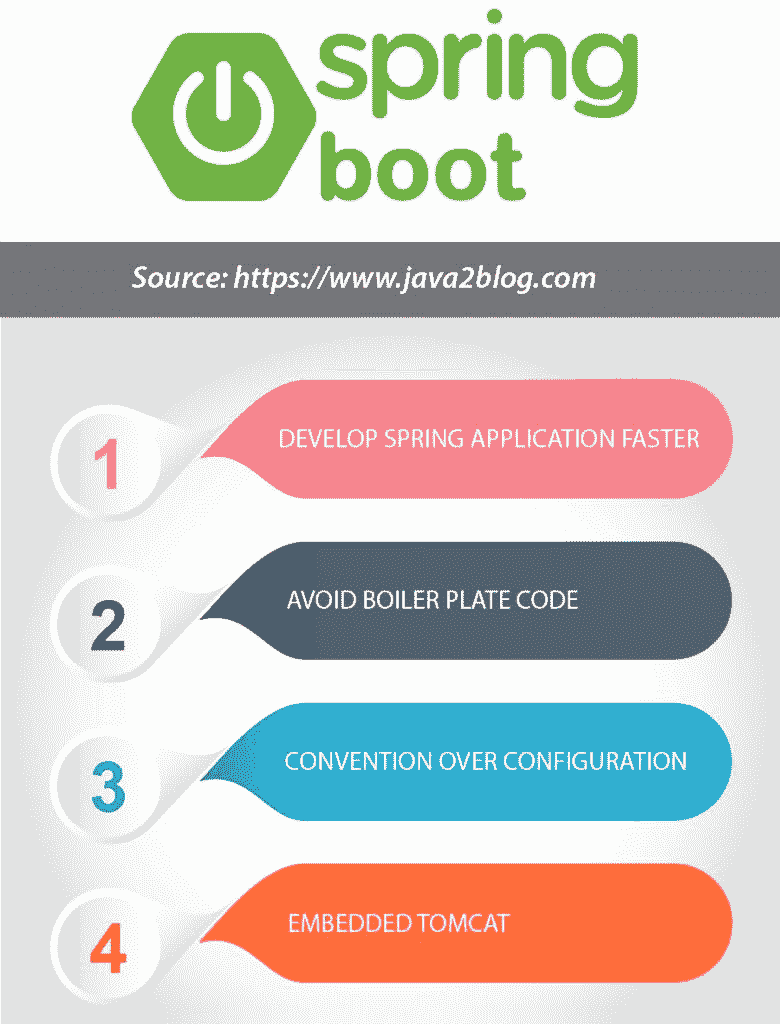 spring
boot
Source: https://www.java2blog.com
1
DEVELOP SPRING APPLICATION FASTER
2
AVOID BOILER PLATE CODE
3
CONVENTION OVER CONFIGURATION
4
EMBEDDED TOMCAT